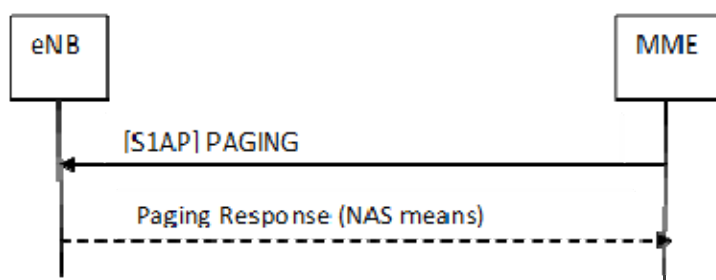 eNB
MME
[S1AP] PAGING
Paging Response (NAS means)